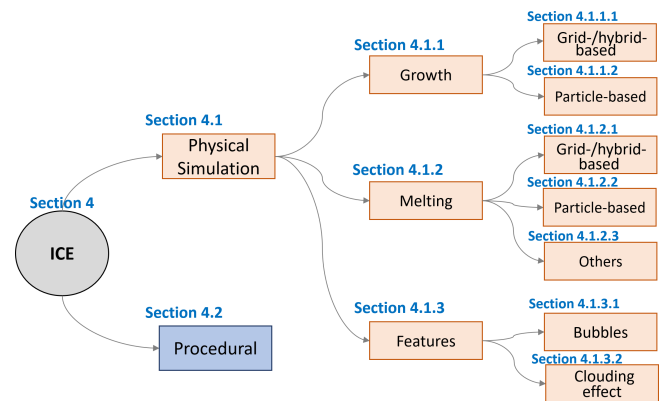 Section 4
ICE
Section 4.1
Physical
Simulation
Section 4.2
Procedural
Section 4.1.1
Growth
Section 4.1.1.1
Grid-/hybrid-
based
Section 4.1.1.2
Particle-based
Section 4.1.2
Melting
Section 4.1.2.1
Grid-/hybrid-
based
Section 4.1.2.2
Particle-based
Section 4.1.2.3
Others
Section 4.1.3
Features
Section 4.1.3.1
Bubbles
Section 4.1.3.2
Clouding
effect